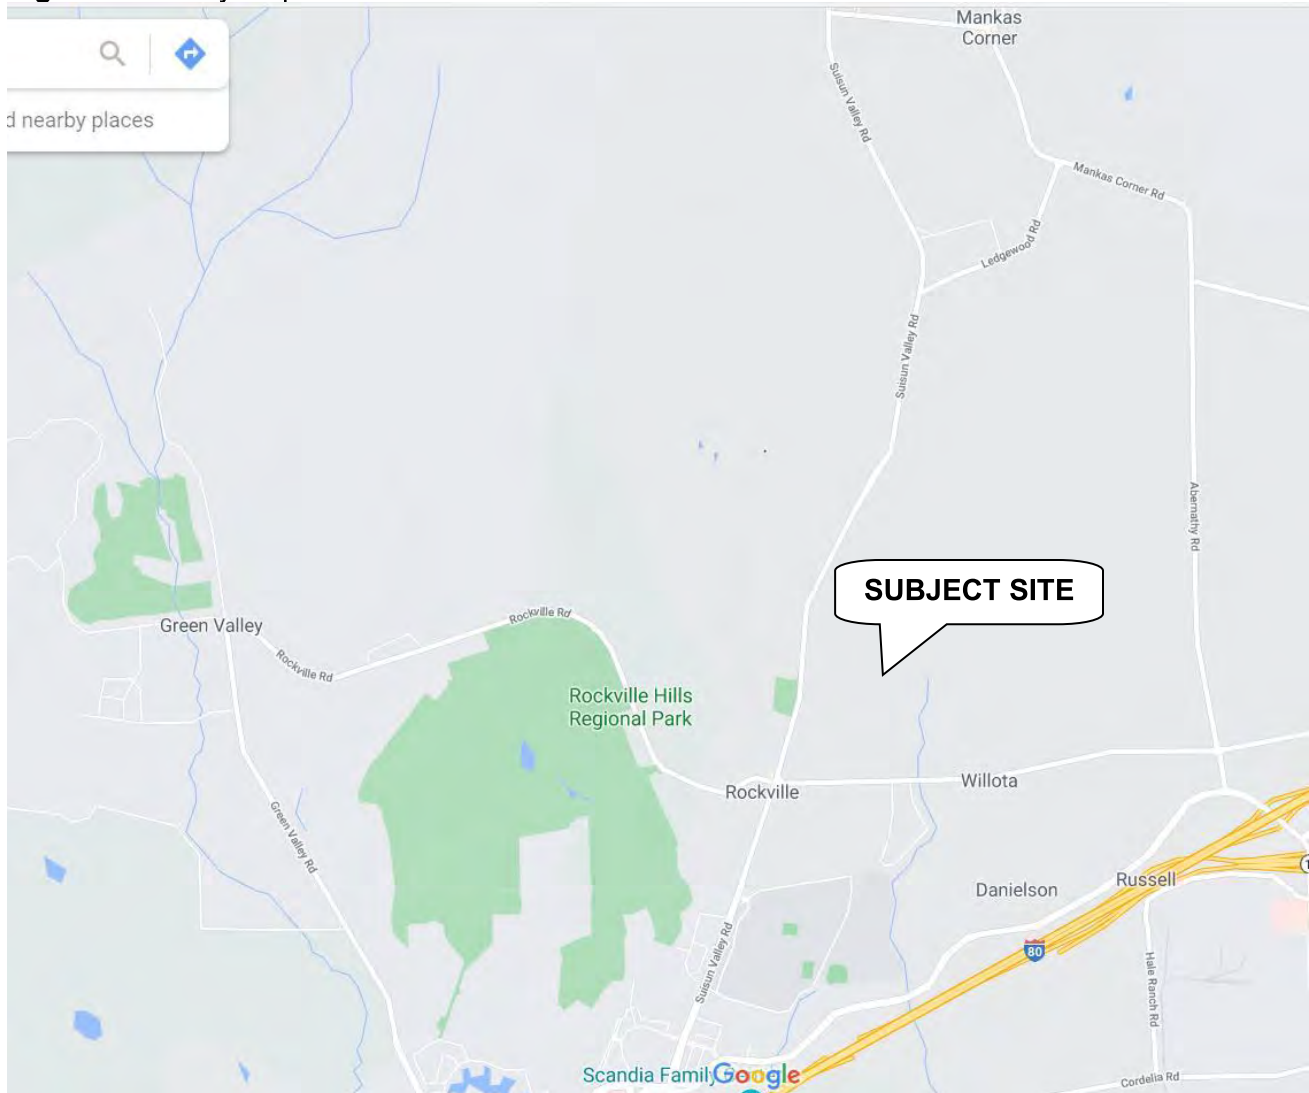 Mankas
Corner
d nearby places
Suisun Valley Rd
Mankas Corner Rd
Ledgewood Rd
Suisun Valley Rd
Abernathy Rd
SUBJECT SITE
Rockville Rd
Green Valley
Rockville Rd
Rockville Hills
Regional Park
Rockville
Willota
Green Valley Rd
Danielson
Russell
80
Suisun Valley Rd
Hale Ranch Rd
Scandia Family
Google
Cordelia Rd